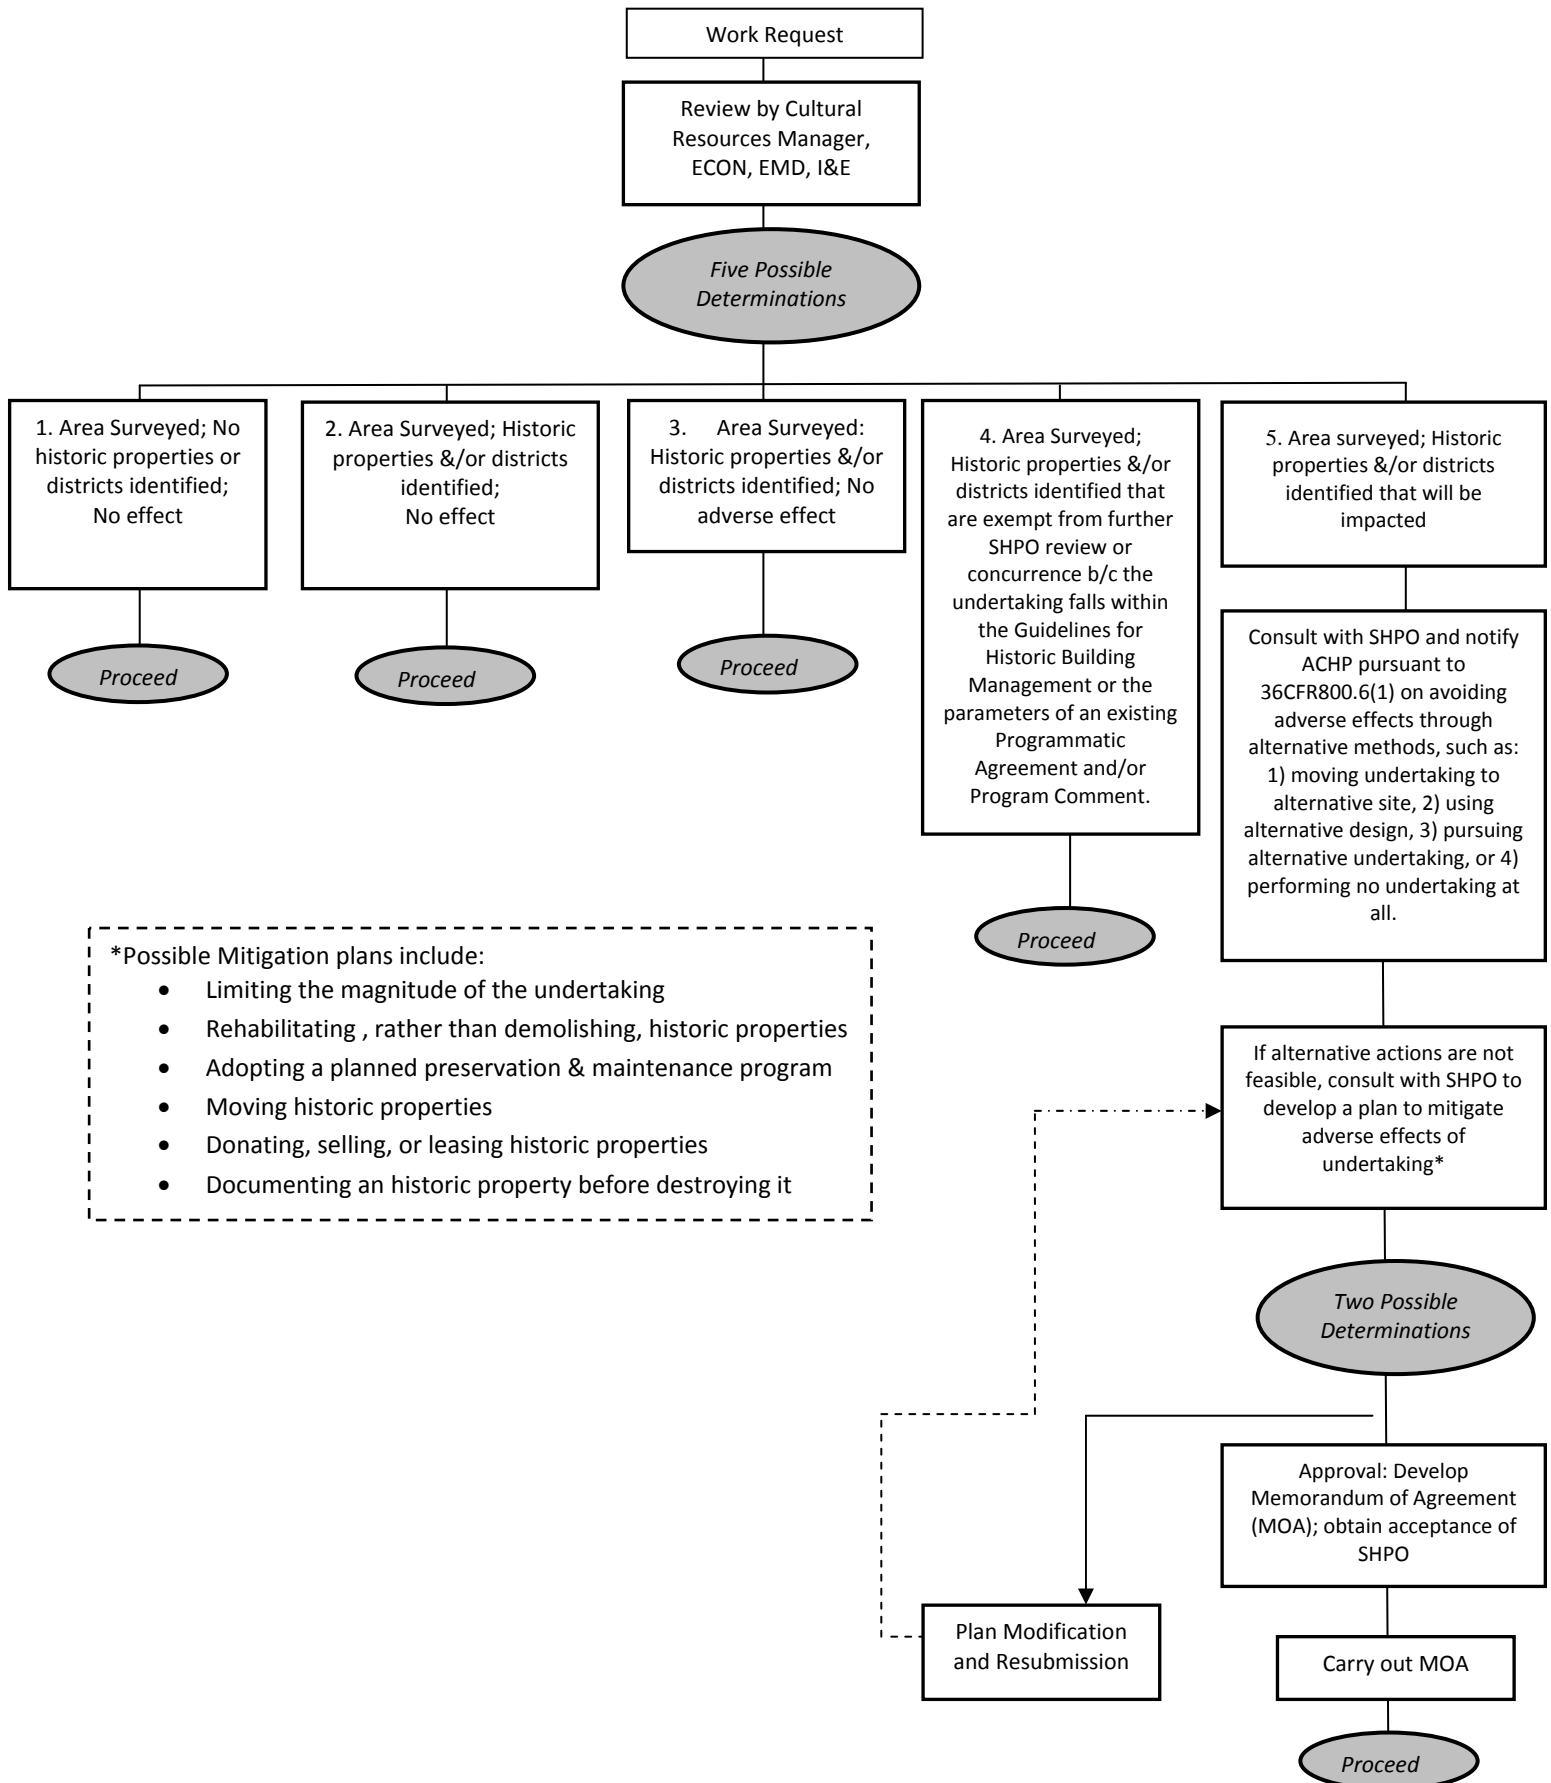 Work Request
Review by Cultural
Resources Manager,
ECON, EMD, I&E
Five Possible
Determinations
1. Area Surveyed; No
historic properties or
districts identified;
No effect
2. Area Surveyed; Historic
properties &/or districts
identified;
No effect
3. Area Surveyed:
Historic properties &/or
districts identified; No
adverse effect
4. Area Surveyed;
Historic properties &/or
districts identified that
are exempt from further
SHPO review or
concurrence b/c the
undertaking falls within
the Guidelines for
Historic Building
Management or the
parameters of an existing
Programmatic
Agreement and/or
Program Comment.
5. Area surveyed; Historic
properties &/or districts
identified that will be
impacted
Proceed
Proceed
Proceed
Proceed
Consult with SHPO and notify
ACHP pursuant to
36CFR800.6(1) on avoiding
adverse effects through
alternative methods, such as:
1) moving undertaking to
alternative site, 2) using
alternative design, 3) pursuing
alternative undertaking, or 4)
performing no undertaking at
all.
*Possible Mitigation plans include:
• Limiting the magnitude of the undertaking
• Rehabilitating , rather than demolishing, historic properties
• Adopting a planned preservation & maintenance program
• Moving historic properties
• Donating, selling, or leasing historic properties
• Documenting an historic property before destroying it
If alternative actions are not
feasible, consult with SHPO to
develop a plan to mitigate
adverse effects of
undertaking*
Two Possible
Determinations
Approval: Develop
Memorandum of Agreement
(MOA); obtain acceptance of
SHPO
Plan Modification
and Resubmission
Carry out MOA
Proceed